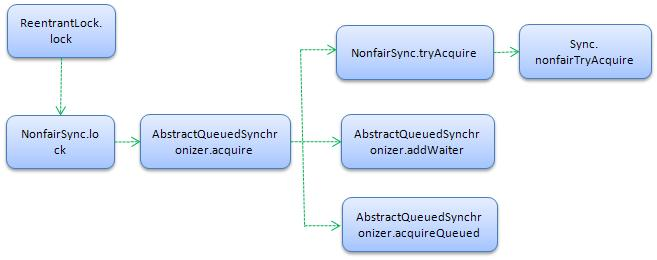 ReentrantLock.
lock
NonfairSync.lo
ck
AbstractQueuedSynchr
onizer.acquire
NonfairSync.tryAcquire
Sync.
nonfairTryAcquire
AbstractQueuedSynchr
onizer.addWaiter
AbstractQueuedSynchr
onizer.acquireQueued